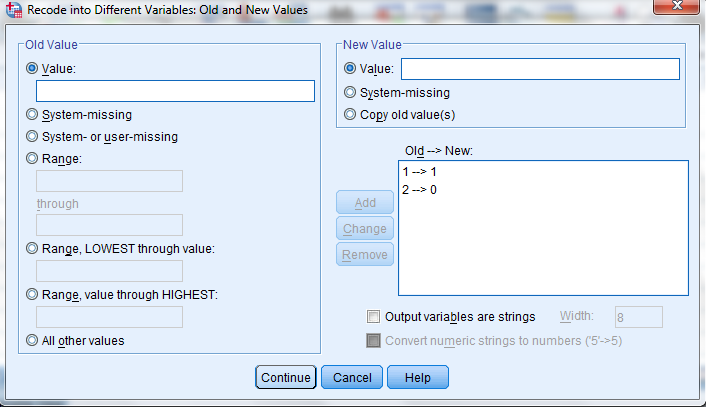 Recode into Different Variables: Old and New Values
Old Value
Value:
System-missing
System- or user-missing
Range:
through
Range, LOWEST through value:
Range, value through HIGHEST:
All other values
New Value
Value:
System-missing
Copy old value(s)
Old --> New:
1 --> 1
2 --> 0
Add
Change
Remove
Output variables are strings
Width:
8
Convert numeric strings to numbers ('5'->5)
Continue
Cancel
Help